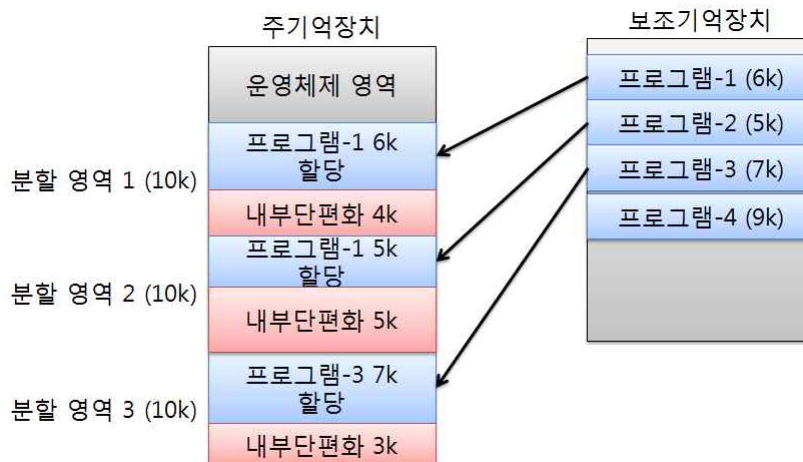 주기억장치
보조기억장치
운영체제 영역
프로그램-1 (6k)
프로그램-2 (5k)
프로그램-3 (7k)
프로그램-4 (9k)
분할 영역 1 (10k)
프로그램-1 6k
할당
내부단편화 4k
분할 영역 2 (10k)
프로그램-1 5k
할당
내부단편화 5k
분할 영역 3 (10k)
프로그램-3 7k
할당
내부단편화 3k